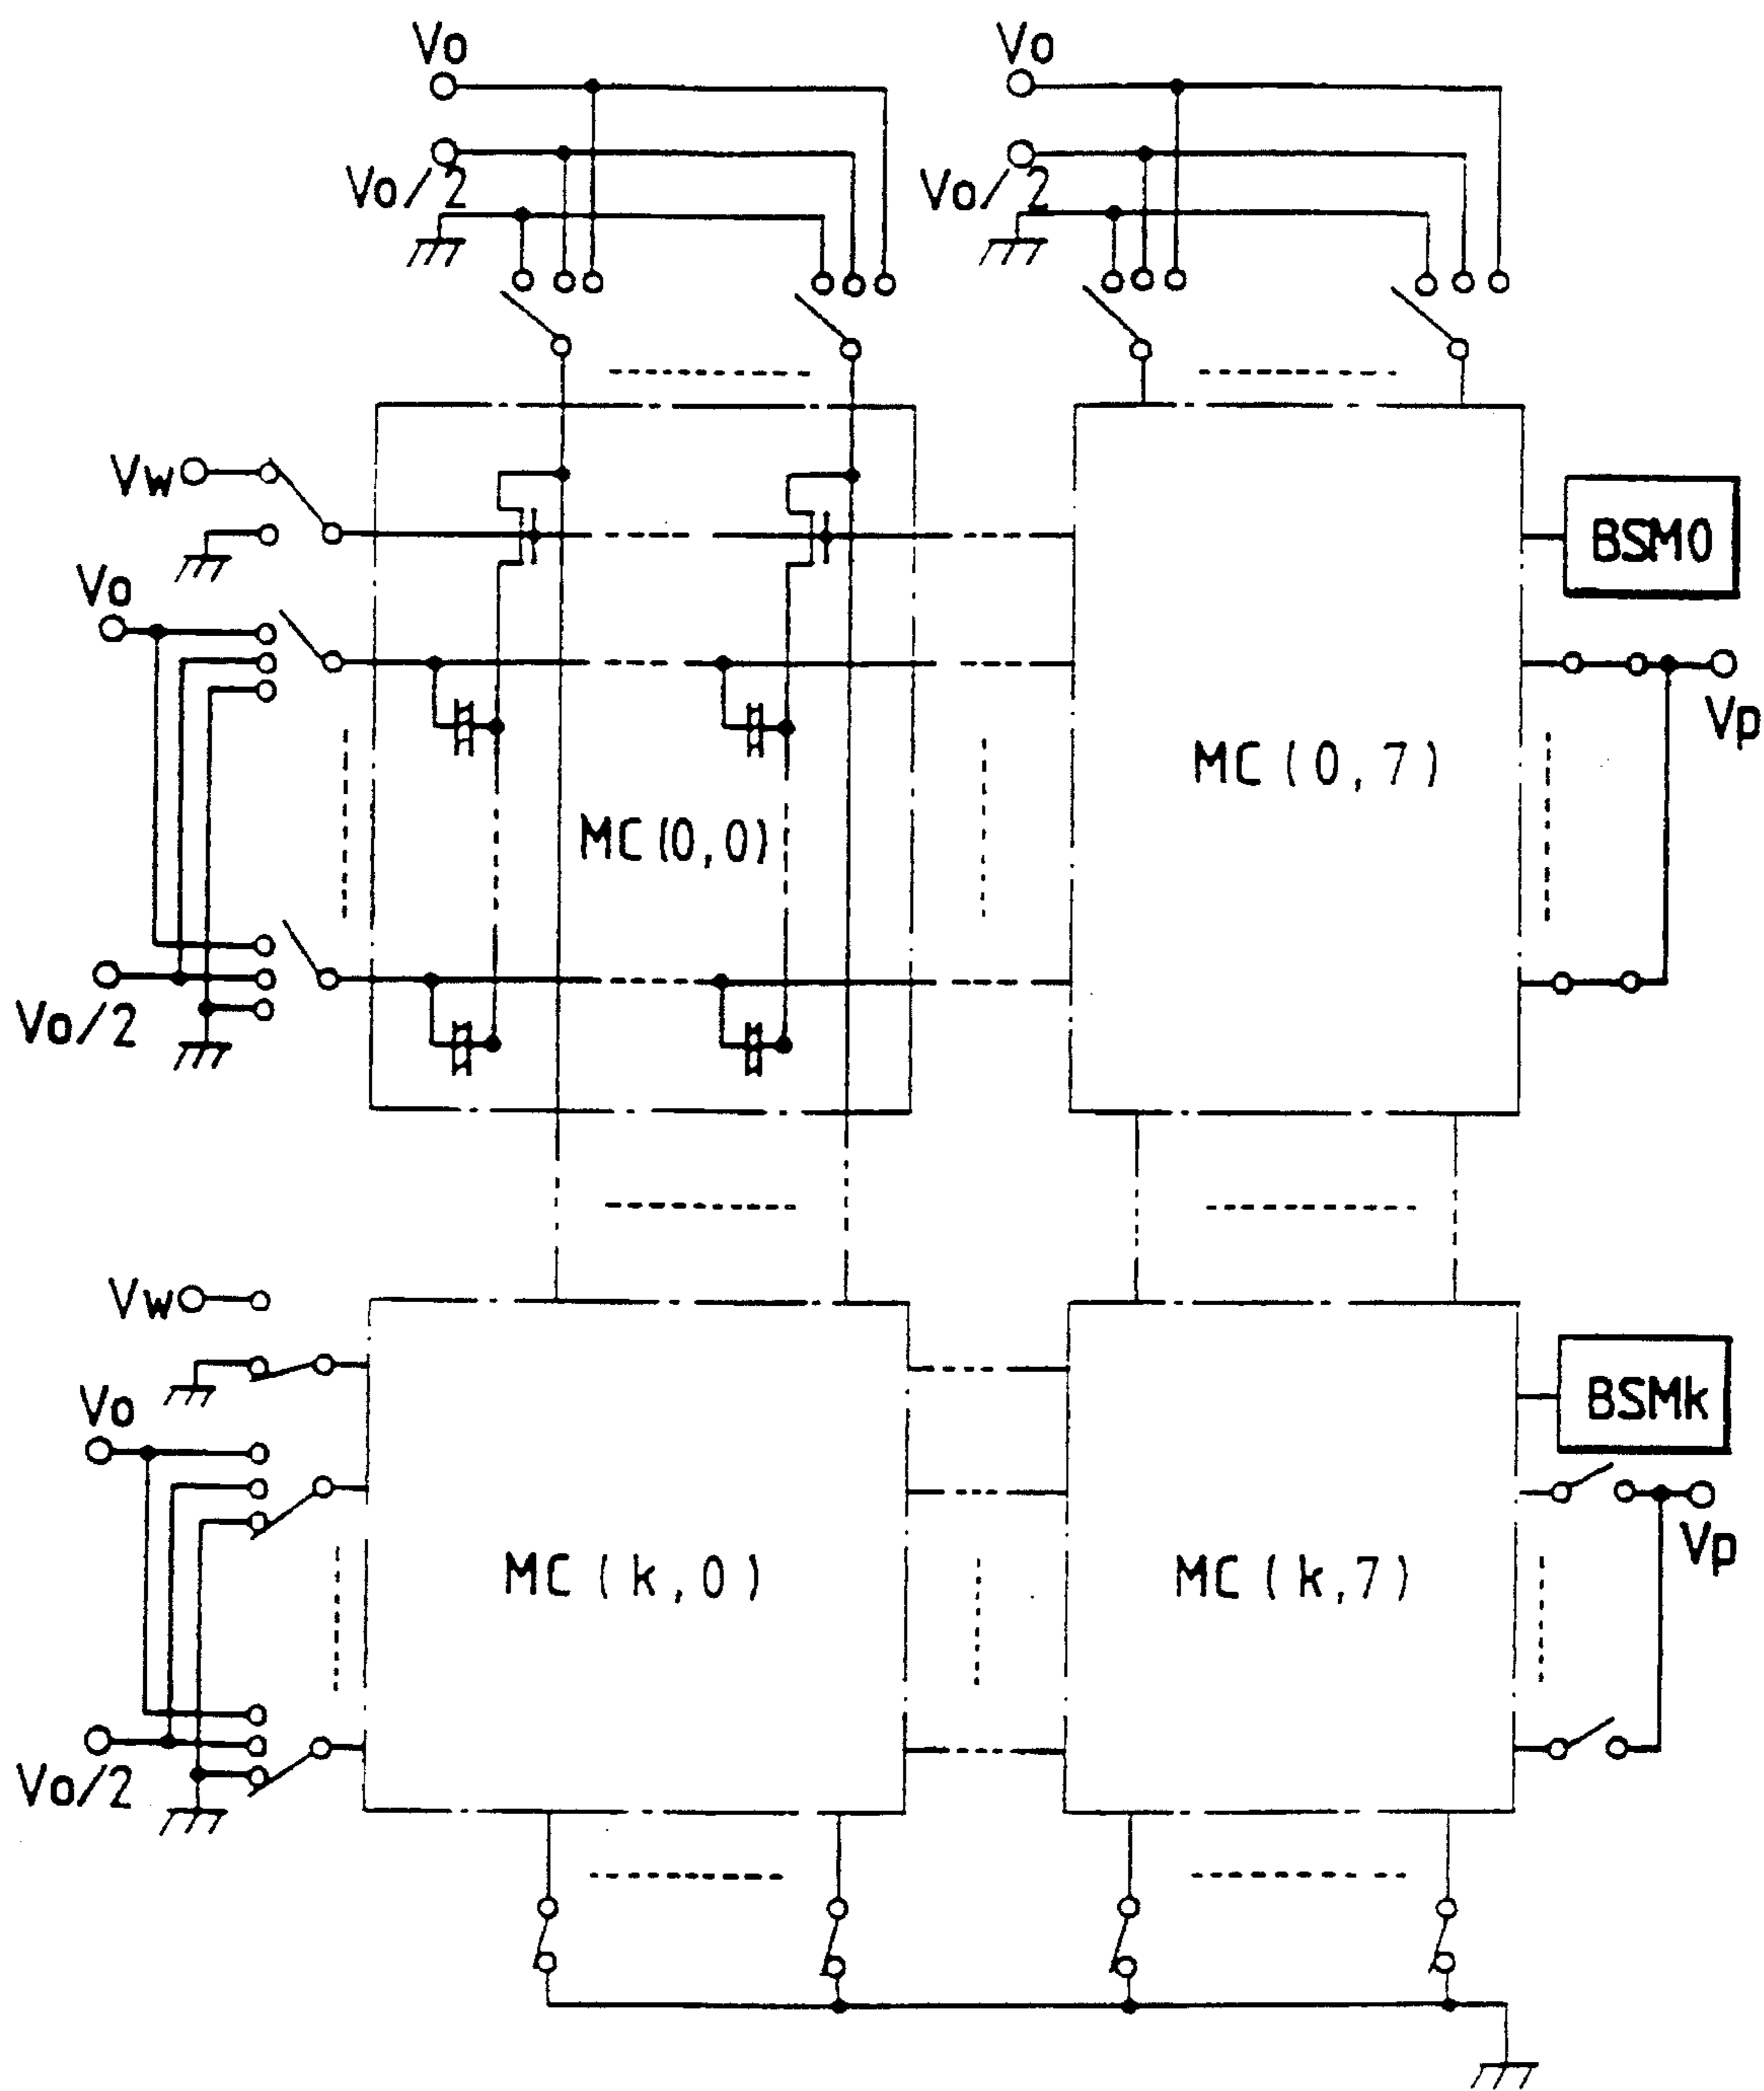 Vo
Vo
Vo/2
Vo/2
Vw
BSM0
Vo
Vp
MC(0,7)
MC(0,0)
Vo/2
Vw
BSMk
Vo
Vp
MC(k,0)
MC(k,7)
Vo/2